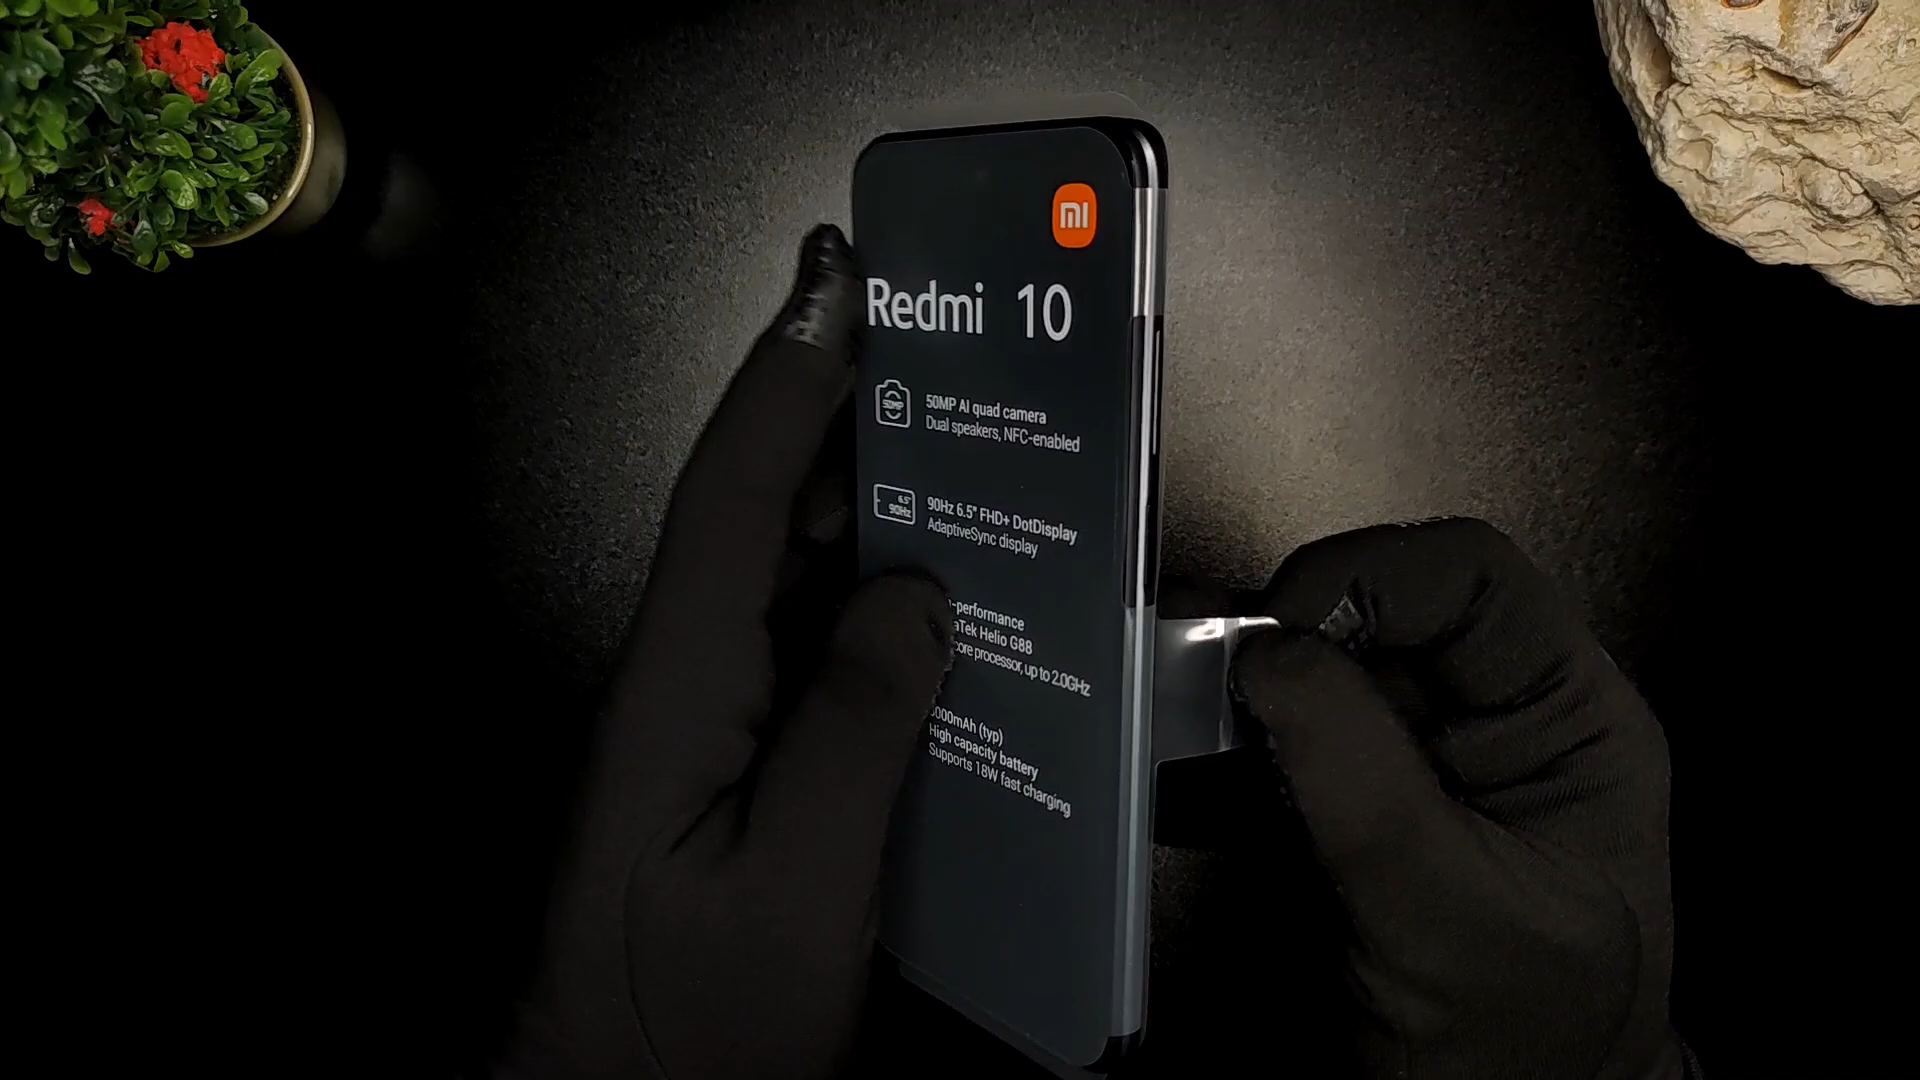 mi
Redmi 10
50MP
50MP AI quad camera
Dual speakers, NFC-enabled
6.5"
90Hz
90Hz 6.5" FHD+ DotDisplay
AdaptiveSync display
-performance
aTek Helio G88
core processor, up to 2.0GHz
000mAh (typ)
High capacity battery
Supports 18W fast charging